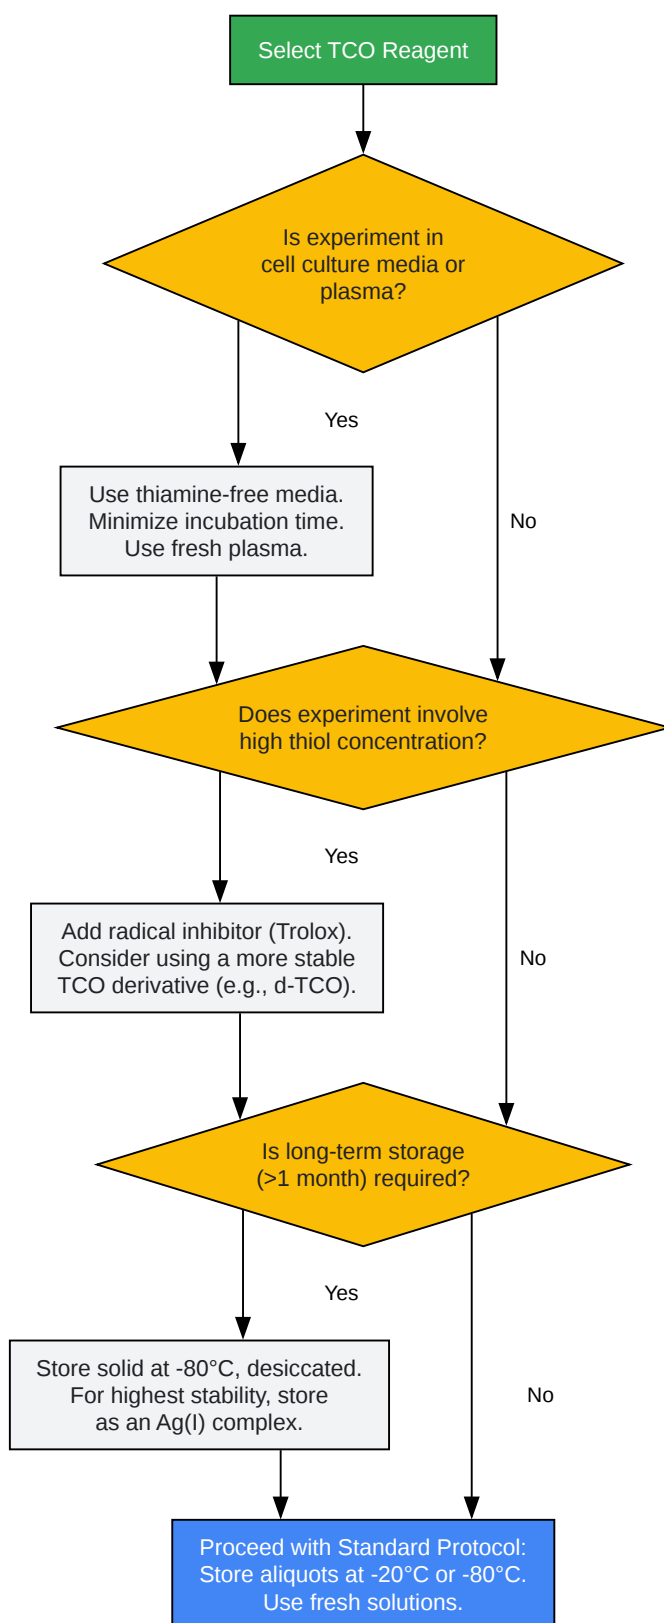 Select TCO Reagent
Is experiment in
cell culture media or
plasma?
Yes
Use thiamine-free media.
Minimize incubation time.
Use fresh plasma.
No
Does experiment involve
high thiol concentration?
Yes
Add radical inhibitor (Trolox).
Consider using a more stable
TCO derivative (e.g., d-TCO).
No
Is long-term storage
(>1 month) required?
Yes
Store solid at -80°C, desiccated.
For highest stability, store
as an Ag(I) complex.
No
Proceed with Standard Protocol:
Store aliquots at -20°C or -80°C.
Use fresh solutions.